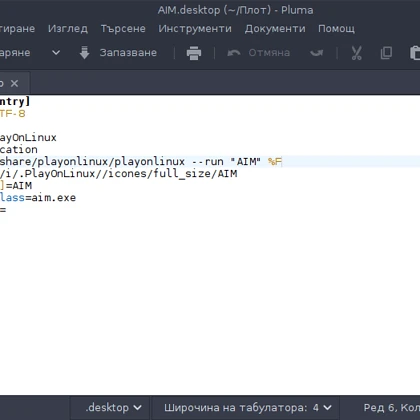 AIM.desktop (~/Плот) - Pluma
тиране Изглед Търсене Инструменти Документи Помощ
аряне Запазване Отмяна
p ×
ntry]
TF-8
ayOnLinux
cation
share/playonlinux/playonlinux --run "AIM" %F
/i/.PlayOnLinux//icones/full_size/AIM
]=AIM
lass=aim.exe
=
.desktop Широчина на табулатора: 4 Ред 6, Кол